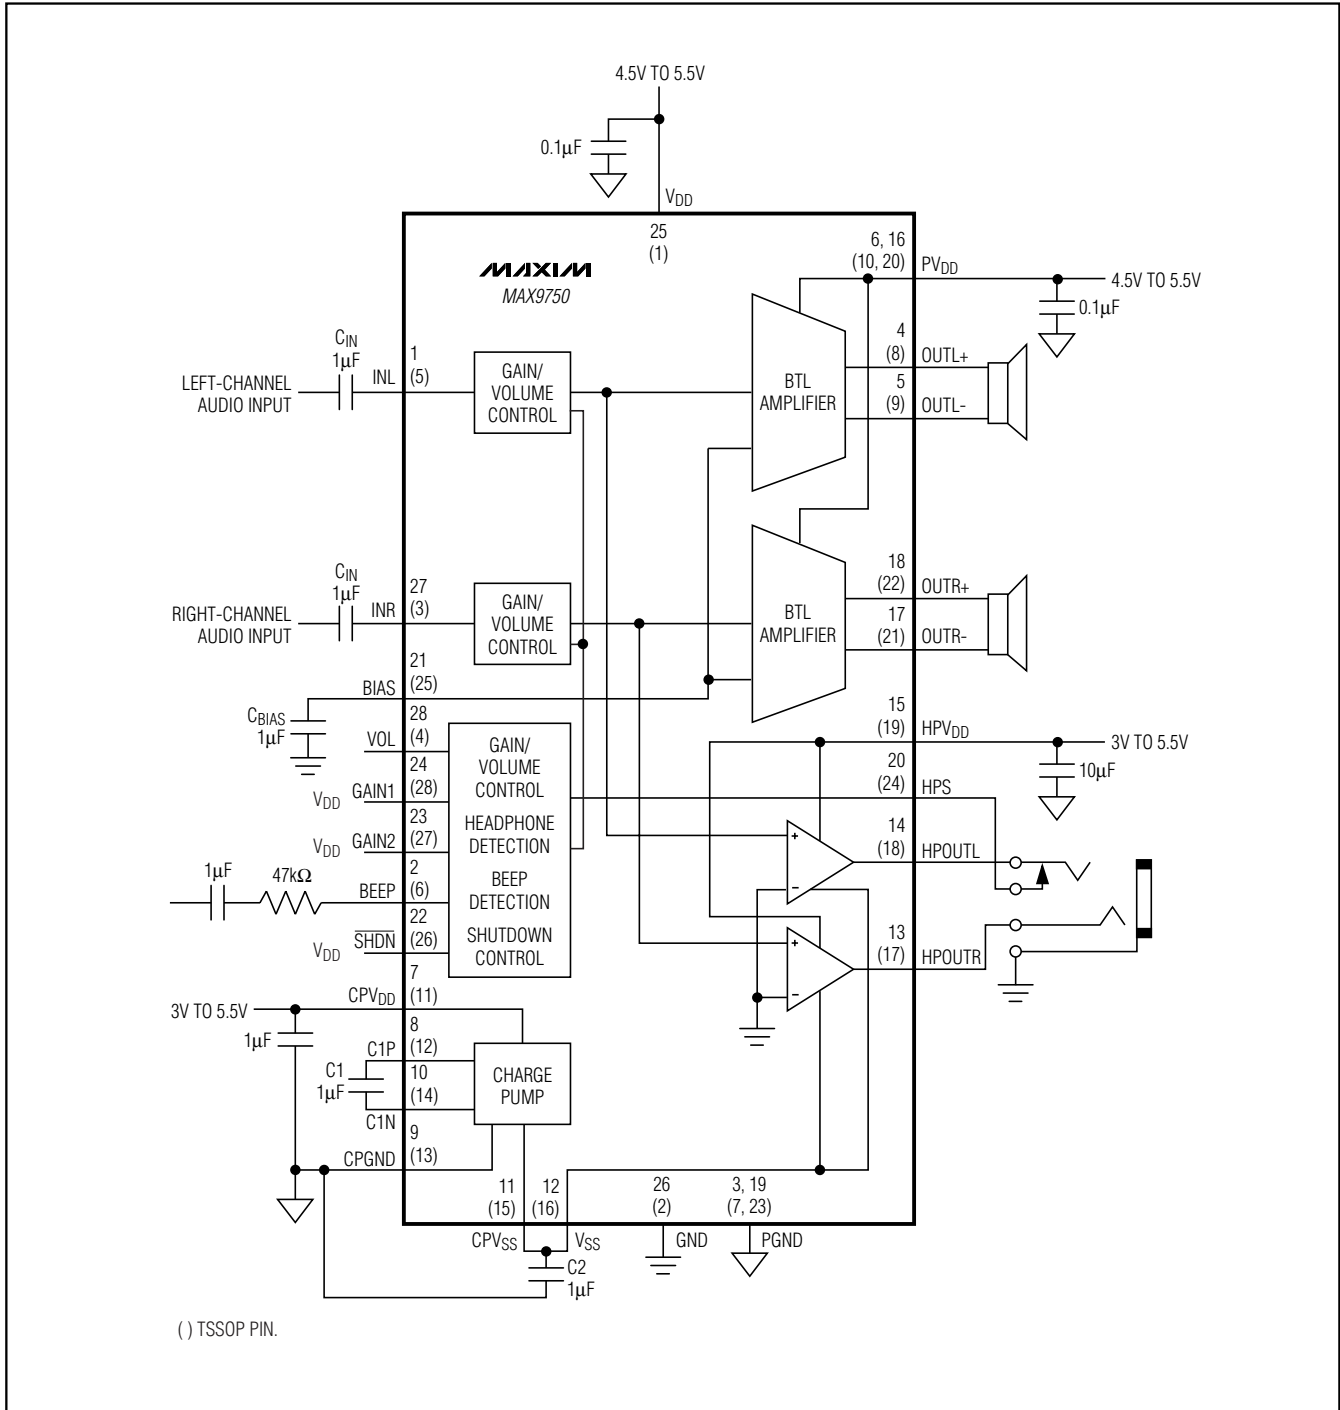 4.5V TO 5.5V
0.1µF
VDD
25
(1)
MAXIM
MAX9750
6, 16
(10, 20)
PVDD
4.5V TO 5.5V
0.1µF
CIN
1µF
LEFT-CHANNEL
AUDIO INPUT
INL
1
(5)
GAIN/
VOLUME
CONTROL
BTL
AMPLIFIER
4
(8)
OUTL+
5
(9)
OUTL-
CIN
1µF
RIGHT-CHANNEL
AUDIO INPUT
INR
27
(3)
GAIN/
VOLUME
CONTROL
BTL
AMPLIFIER
18
(22)
OUTR+
17
(21)
OUTR-
BIAS
21
(25)
CBIAS
1µF
VOL
28
(4)
VDD GAIN1
24
(28)
VDD GAIN2
23
(27)
1µF
47kΩ
BEEP
2
(6)
VDD SHDN
22
(26)
GAIN/
VOLUME
CONTROL
HEADPHONE
DETECTION
BEEP
DETECTION
SHUTDOWN
CONTROL
15
(19)
HPVDD
3V TO 5.5V
10µF
20
(24)
HPS
+
–
14
(18)
HPOUTL
+
–
13
(17)
HPOUTR
3V TO 5.5V
CPVDD
7
(11)
1µF
C1P
8
(12)
C1
1µF
C1N
10
(14)
CHARGE
PUMP
CPGND
9
(13)
11
(15)
CPVSS
12
(16)
VSS
C2
1µF
26
(2)
GND
3, 19
(7, 23)
PGND
( ) TSSOP PIN.